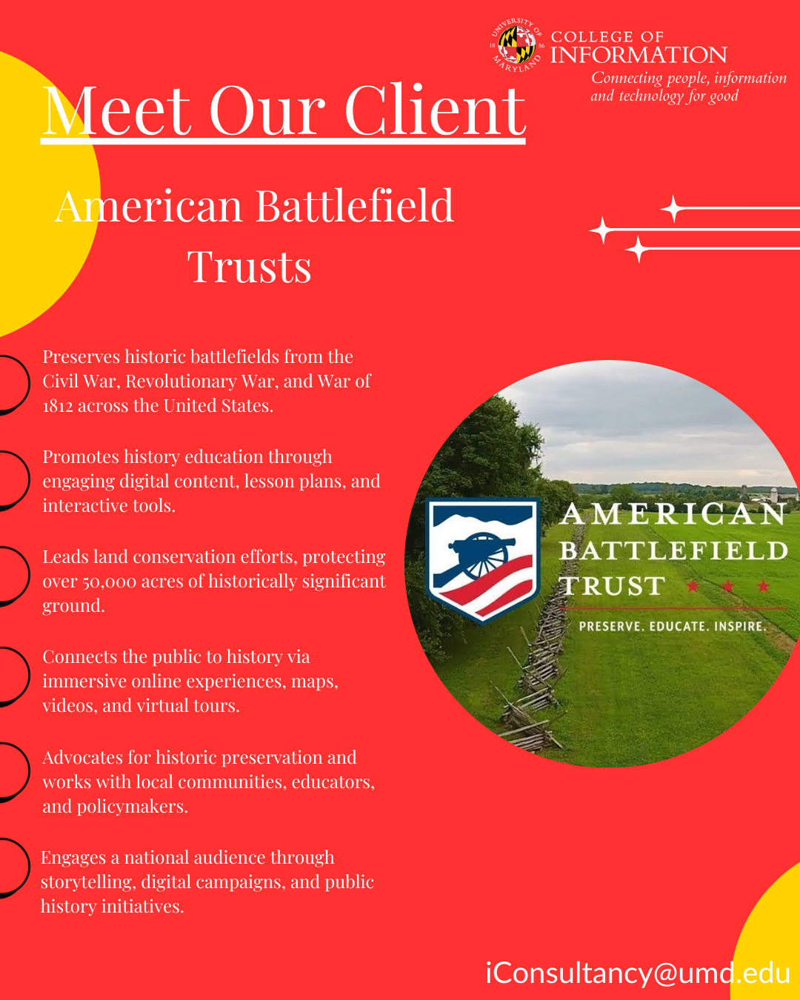 UNIVERSITY OF
18 56
MARYLAND
COLLEGE OF
INFORMATION
Connecting people, information
and technology for good
Meet Our Client
American Battlefield
Trusts
Preserves historic battlefields from the
Civil War, Revolutionary War, and War of
1812 across the United States.
Promotes history education through
engaging digital content, lesson plans, and
interactive tools.
Leads land conservation efforts, protecting
over 50,000 acres of historically significant
ground.
Connects the public to history via
immersive online experiences, maps,
videos, and virtual tours.
Advocates for historic preservation and
works with local communities, educators,
and policymakers.
Engages a national audience through
storytelling, digital campaigns, and public
history initiatives.
AMERICAN
BATTLEFIELD
TRUST
PRESERVE. EDUCATE. INSPIRE.
iConsultancy@umd.edu